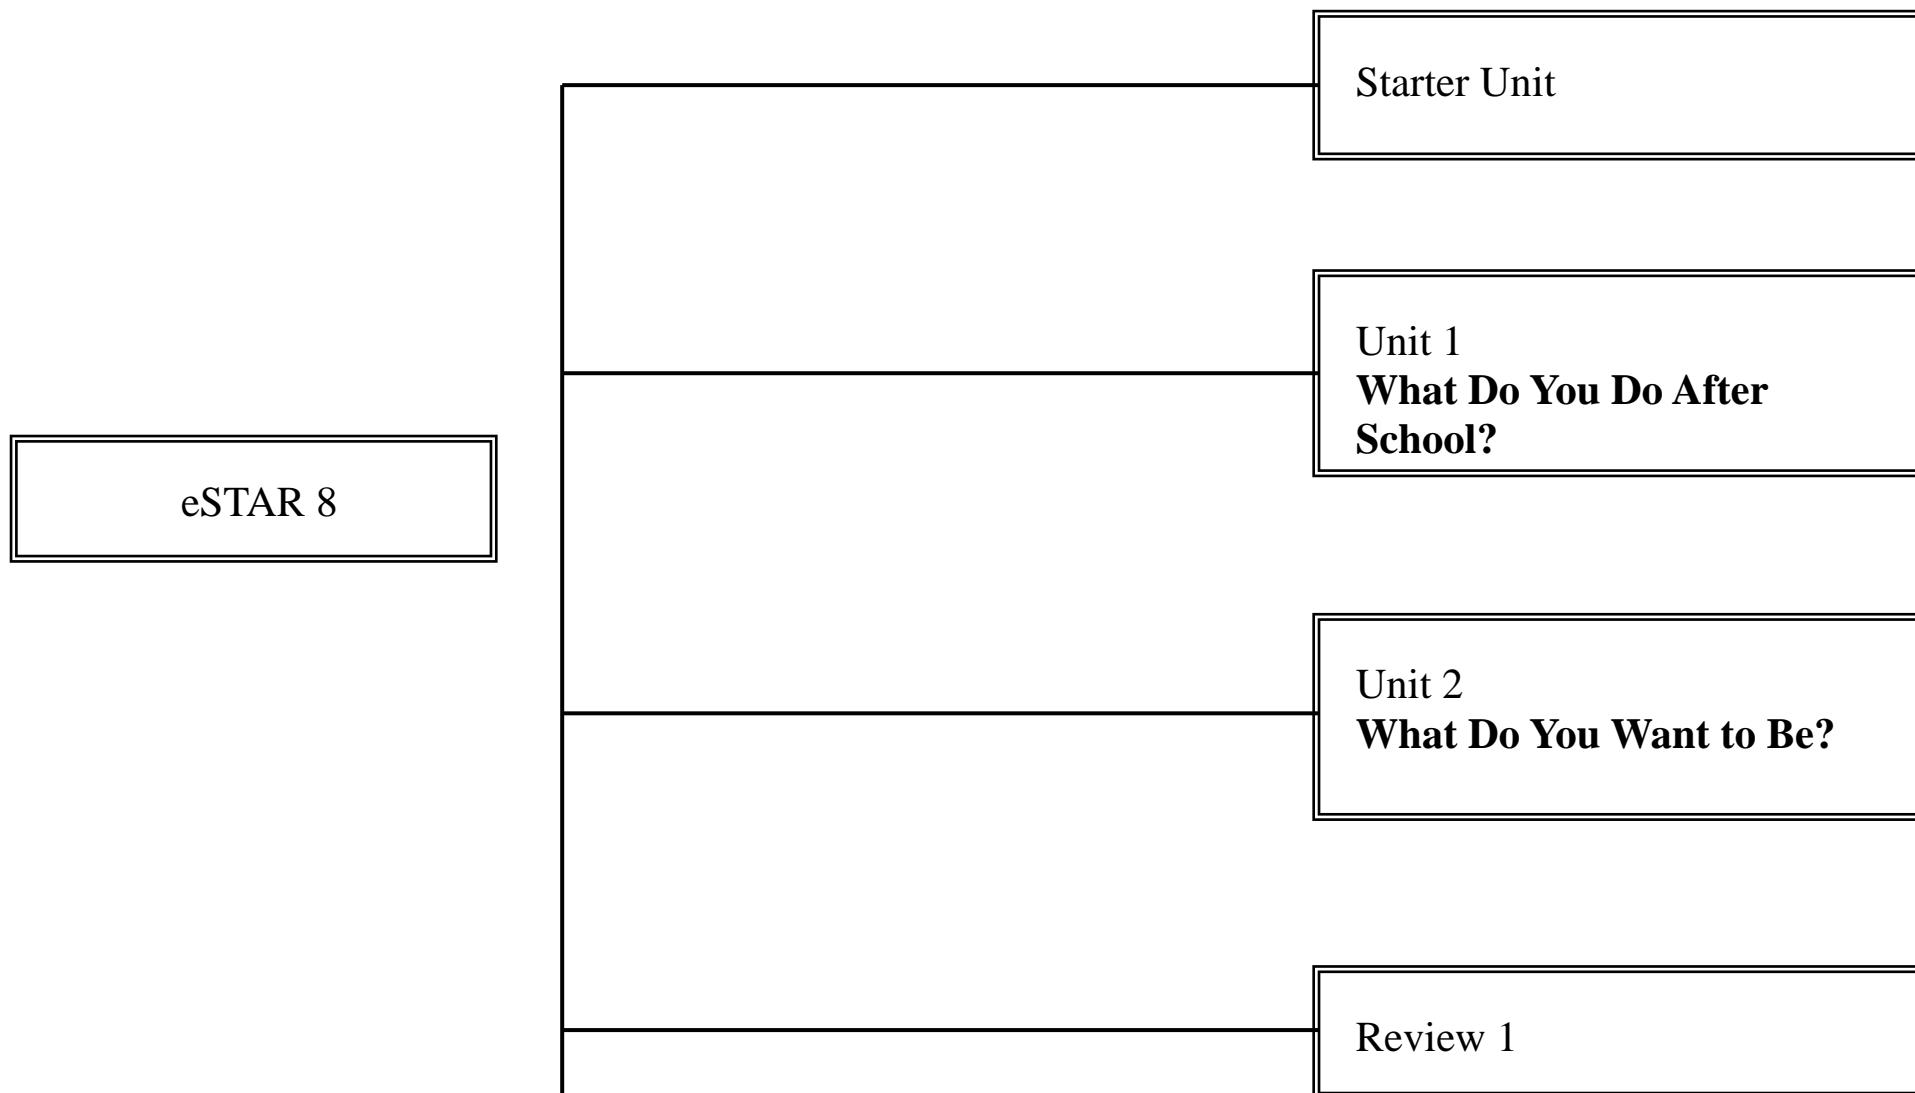 Starter Unit
Unit 1
What Do You Do After
School?
eSTAR 8
Unit 2
What Do You Want to Be?
Review 1